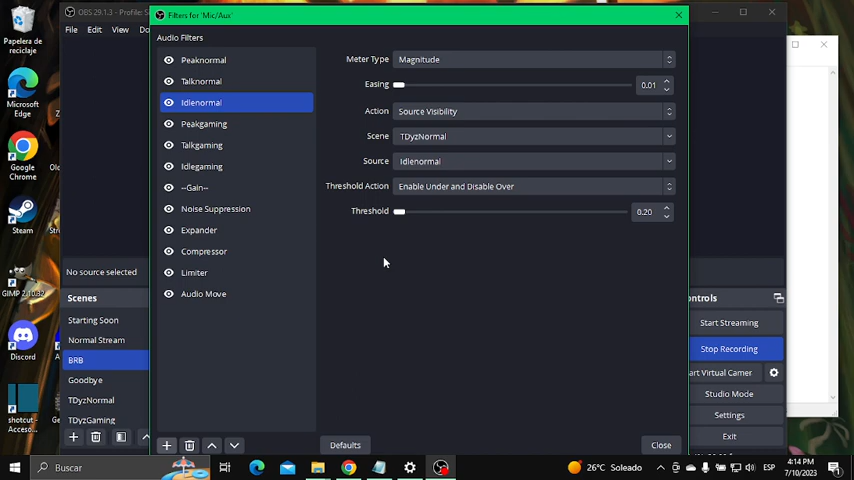 Papelera de
reciclaje
OBS 29.1.3 - Profile:
Filters for 'Mic/Aux'
File Edit View
Audio Filters
Peaknormal
Talknormal
Idlenormal
Peakgaming
Talkgaming
Idlegaming
--Gain--
Noise Suppression
Expander
Compressor
Limiter
Audio Move
Meter Type Magnitude
Easing 0.01
Action Source Visibility
Scene TDyzNormal
Source Idlenormal
Threshold Action Enable Under and Disable Over
Threshold 0.20
Microsoft
Edge
Google
Chrome
Steam
GIMP 2.10.32
Discord
shotcut -
Acceso...
No source selected
Scenes
Starting Soon
Normal Stream
BRB
Goodbye
TDyzNormal
TDyzGaming
Defaults
Close
ontrols
Start Streaming
Stop Recording
art Virtual Camer
Studio Mode
Settings
Exit
Buscar
26°C Soleado
ESP
4:14 PM
7/10/2023